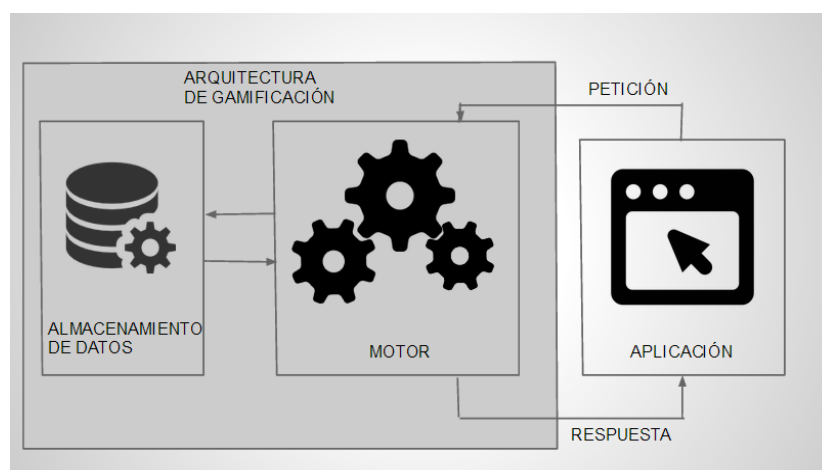 ARQUITECTURA
DE GAMIFICACIÓN
PETICIÓN
ALMACENAMIENTO
DE DATOS
MOTOR
APLICACIÓN
RESPUESTA